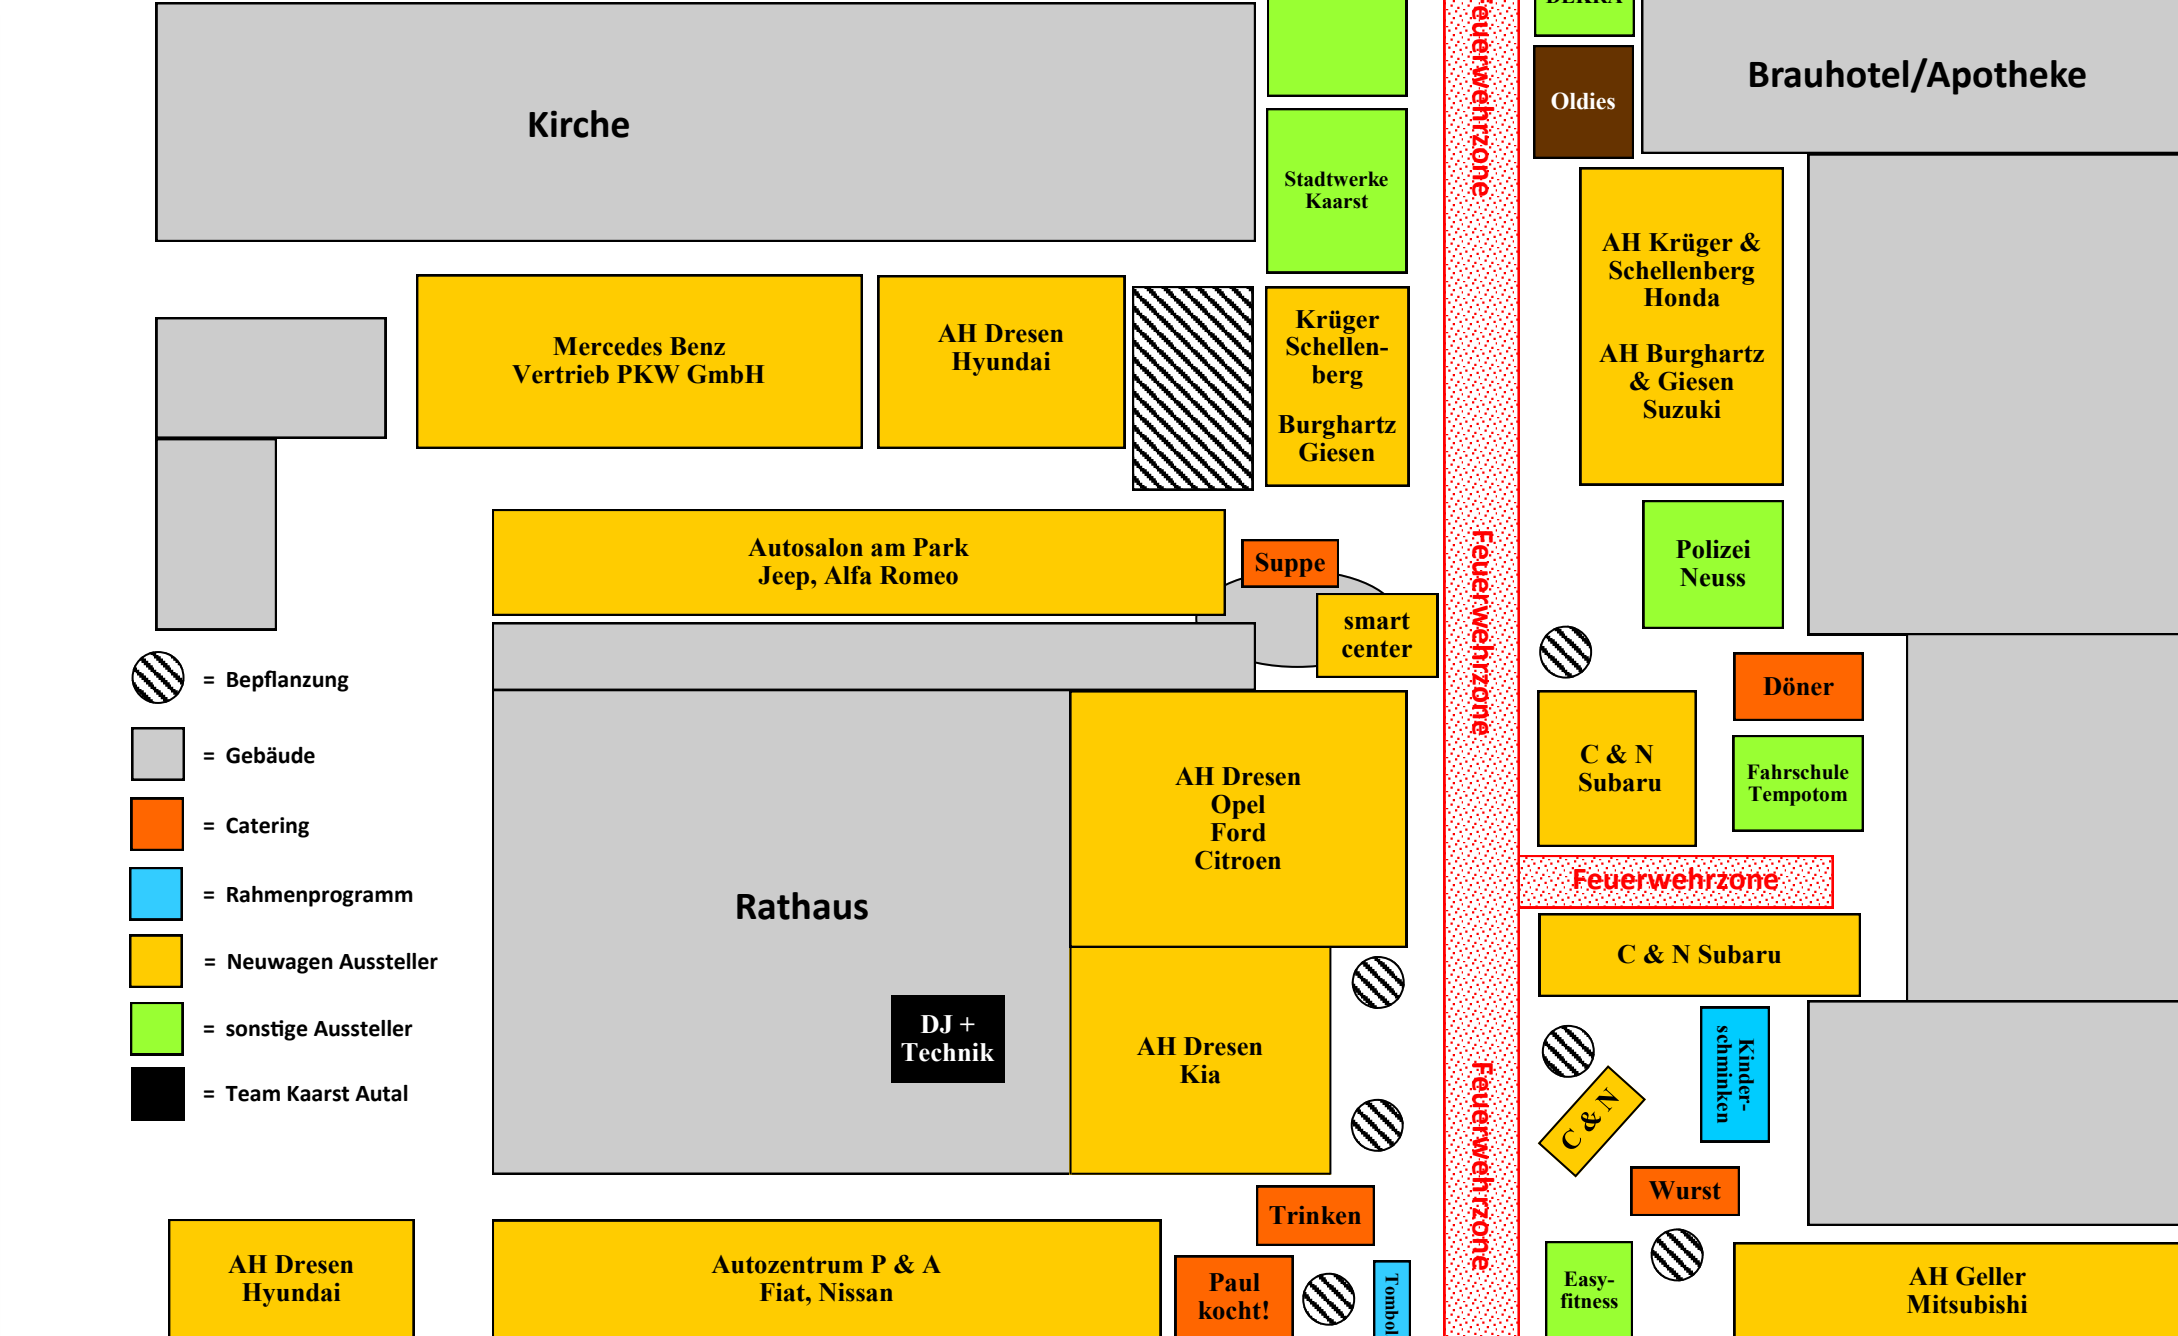 Kirche
Feuerwehrzone
DEKRA
Brauhotel/Apotheke
Oldies
Stadtwerke
Kaarst
AH Krüger &
Schellenberg
Honda
AH Burghartz
& Giesen
Suzuki
Mercedes Benz
Vertrieb PKW GmbH
AH Dresen
Hyundai
Krüger
Schellen-
berg
Burghartz
Giesen
Autosalon am Park
Jeep, Alfa Romeo
Suppe
smart
center
Feuerwehrzone
Polizei
Neuss
= Bepflanzung
= Gebäude
= Catering
= Rahmenprogramm
= Neuwagen Aussteller
= sonstige Aussteller
= Team Kaarst Autal
Döner
C & N
Subaru
Fahrschule
Tempotom
AH Dresen
Opel
Ford
Citroen
Rathaus
Feuerwehrzone
C & N Subaru
DJ +
Technik
AH Dresen
Kia
Kinder-
schminken
C & N
Feuerwehrzone
Wurst
Trinken
AH Dresen
Hyundai
Autozentrum P & A
Fiat, Nissan
Paul
kocht!
Tombol
Easy-
fitness
AH Geller
Mitsubishi